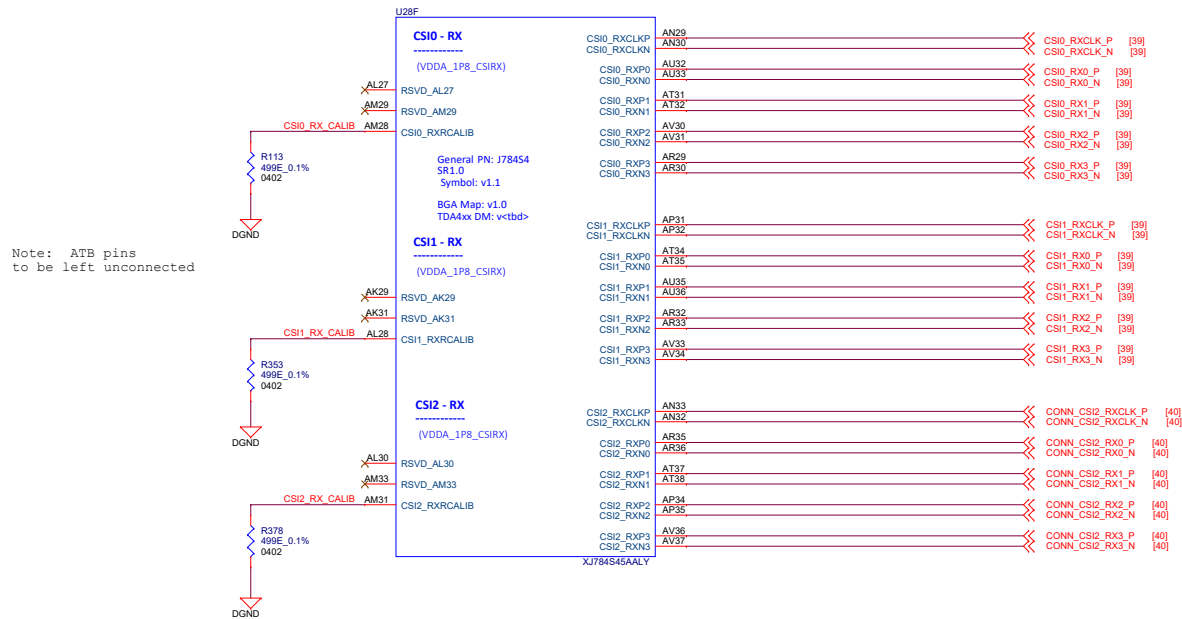 U28F
CSI0 - RX
------------
(VDDA_1P8_CSIRX)
AL27 RSVD_AL27
AM29 RSVD_AM29
CSI0_RX_CALIB AM28 CSI0_RXRCALIB
R113
499E_0.1%
0402
DGND
General PN: J784S4
SR1.0
Symbol: v1.1
BGA Map: v1.0
TDA4xx DM: v<tbd>
Note: ATB pins
to be left unconnected
CSI1 - RX
------------
(VDDA_1P8_CSIRX)
AK29 RSVD_AK29
AK31 RSVD_AK31
CSI1_RX_CALIB AL28 CSI1_RXRCALIB
R353
499E_0.1%
0402
DGND
CSI2 - RX
------------
(VDDA_1P8_CSIRX)
AL30 RSVD_AL30
AM33 RSVD_AM33
CSI2_RX_CALIB AM31 CSI2_RXRCALIB
R378
499E_0.1%
0402
DGND
CSI0_RXCLKP AN29 CSI0_RXCLK_P [39]
CSI0_RXCLKN AN30 CSI0_RXCLK_N [39]
CSI0_RXP0 AU32 CSI0_RX0_P [39]
CSI0_RXN0 AU33 CSI0_RX0_N [39]
CSI0_RXP1 AT31 CSI0_RX1_P [39]
CSI0_RXN1 AT32 CSI0_RX1_N [39]
CSI0_RXP2 AV30 CSI0_RX2_P [39]
CSI0_RXN2 AV31 CSI0_RX2_N [39]
CSI0_RXP3 AR29 CSI0_RX3_P [39]
CSI0_RXN3 AR30 CSI0_RX3_N [39]
CSI1_RXCLKP AP31 CSI1_RXCLK_P [39]
CSI1_RXCLKN AP32 CSI1_RXCLK_N [39]
CSI1_RXP0 AT34 CSI1_RX0_P [39]
CSI1_RXN0 AT35 CSI1_RX0_N [39]
CSI1_RXP1 AU35 CSI1_RX1_P [39]
CSI1_RXN1 AU36 CSI1_RX1_N [39]
CSI1_RXP2 AR32 CSI1_RX2_P [39]
CSI1_RXN2 AR33 CSI1_RX2_N [39]
CSI1_RXP3 AV33 CSI1_RX3_P [39]
CSI1_RXN3 AV34 CSI1_RX3_N [39]
CSI2_RXCLKP AN33 CONN_CSI2_RXCLK_P [40]
CSI2_RXCLKN AN32 CONN_CSI2_RXCLK_N [40]
CSI2_RXP0 AR35 CONN_CSI2_RX0_P [40]
CSI2_RXN0 AR36 CONN_CSI2_RX0_N [40]
CSI2_RXP1 AT37 CONN_CSI2_RX1_P [40]
CSI2_RXN1 AT38 CONN_CSI2_RX1_N [40]
CSI2_RXP2 AP34 CONN_CSI2_RX2_P [40]
CSI2_RXN2 AP35 CONN_CSI2_RX2_N [40]
CSI2_RXP3 AV36 CONN_CSI2_RX3_P [40]
CSI2_RXN3 AV37 CONN_CSI2_RX3_N [40]
XJ784S45AALY